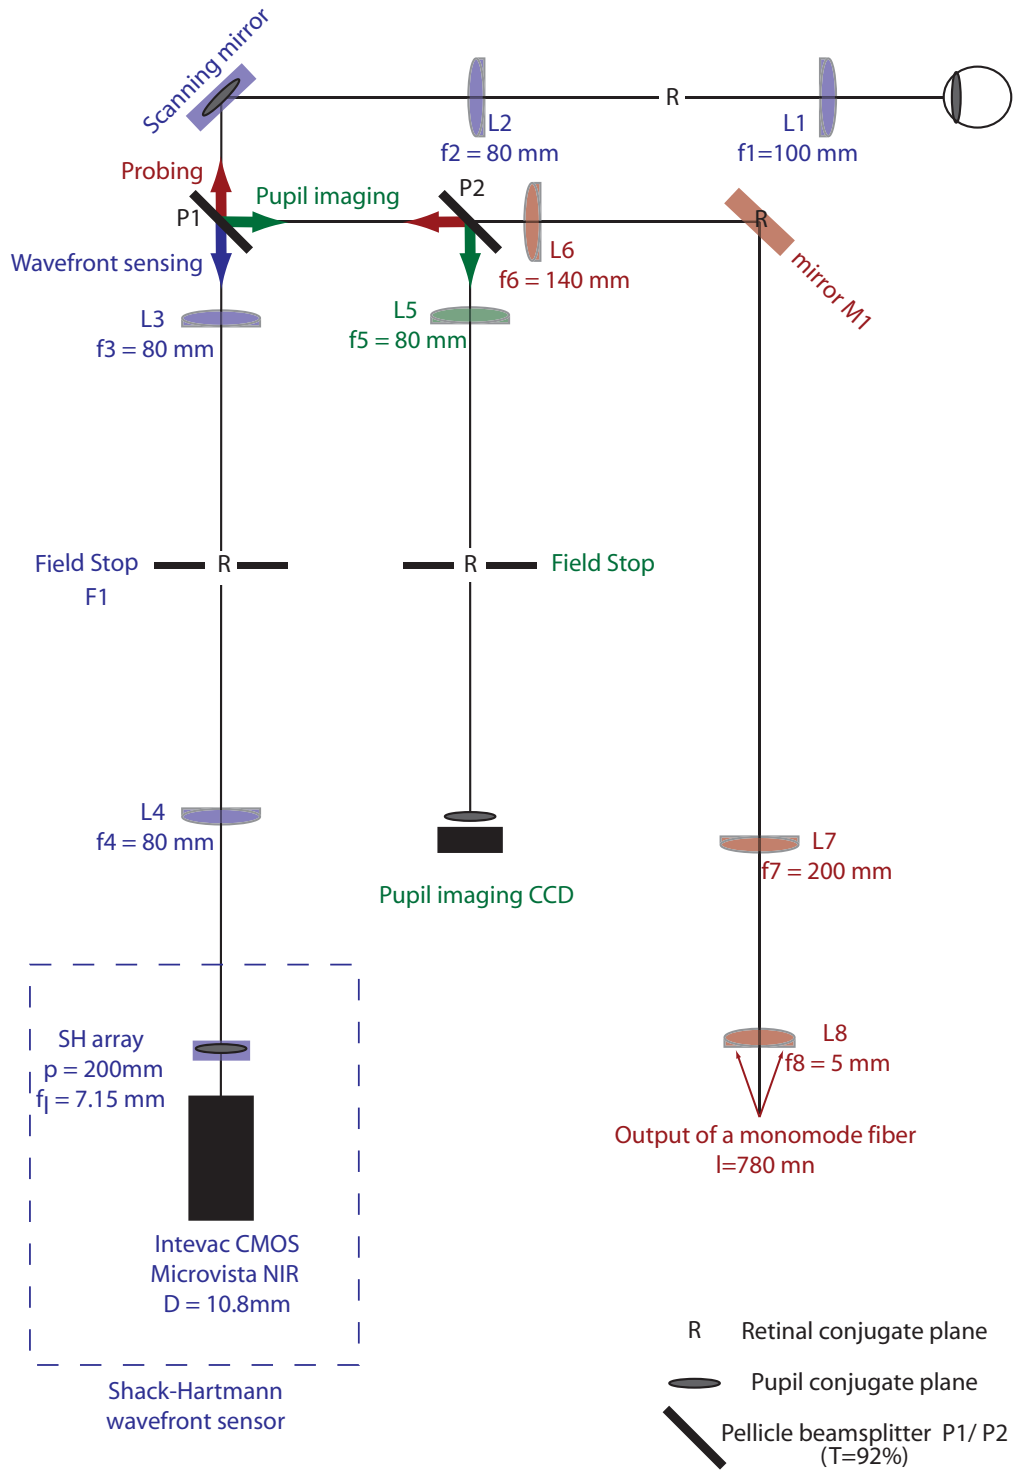 Scanning mirror
R
L2
f2 = 80 mm
L1
f1=100 mm
Probing
P1
Pupil imaging
P2
Wavefront sensing
L6
f6 = 140 mm
R
mirror M1
L3
f3 = 80 mm
L5
f5 = 80 mm
Field Stop
F1
R
R
Field Stop
L4
f4 = 80 mm
L7
f7 = 200 mm
Pupil imaging CCD
SH array
p = 200mm
fl = 7.15 mm
L8
f8 = 5 mm
Output of a monomode fiber
l=780 mn
Intevac CMOS
Microvista NIR
D = 10.8mm
Shack-Hartmann
wavefront sensor
R Retinal conjugate plane
Pupil conjugate plane
Pellicle beamsplitter P1/ P2
(T=92%)